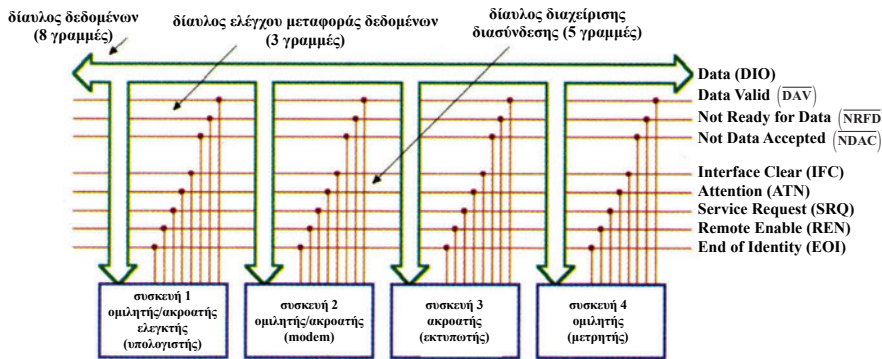 δίαυλος δεδομένων
(8 γραμμές)
δίαυλος ελέγχου μεταφοράς δεδομένων
(3 γραμμές)
δίαυλος διαχείρισης
διασύνδεσης (5 γραμμές)
Data (DIO)
Data Valid (DAV)
Not Ready for Data (NRFD
Not Data Accepted (NDAC)
Interface Clear (IFC)
Attention (ATN)
Service Request (SRQ)
Remote Enable (REN)
End of Identity (EOI)
συσκευή 1
ομιλητής/ακροατής
ελεγκτής
(υπολογιστής)
συσκευή 2
ομιλητής/ακροατής
(modem)
συσκευή 3
ακροατής
(εκτυπωτής)
συσκευή 4
ομιλητής
(μετρητής)